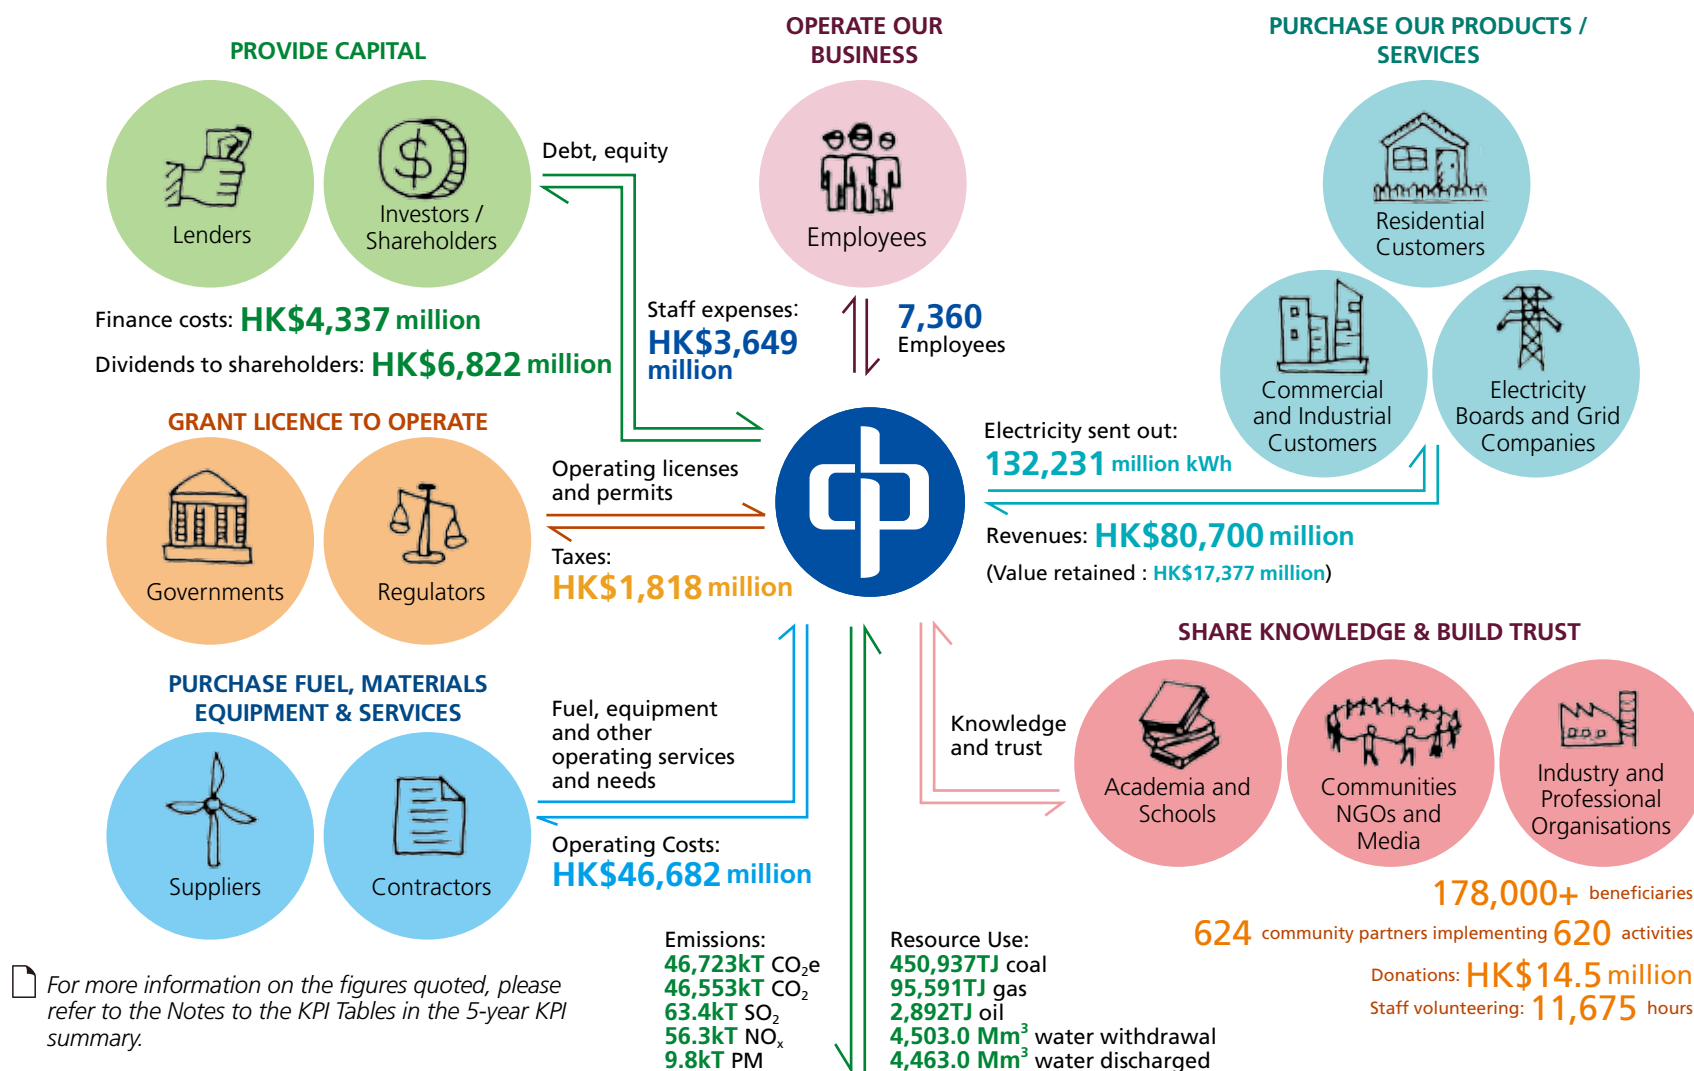 PROVIDE CAPITAL
Lenders
Investors /
Shareholders
Debt, equity
Finance costs: HK$4,337 million
Dividends to shareholders: HK$6,822 million
OPERATE OUR
BUSINESS
Employees
Staff expenses:
HK$3,649
million
7,360
Employees
PURCHASE OUR PRODUCTS /
SERVICES
Residential
Customers
Commercial
and Industrial
Customers
Electricity
Boards and Grid
Companies
Electricity sent out:
132,231 million kWh
Revenues: HK$80,700 million
(Value retained : HK$17,377 million)
GRANT LICENCE TO OPERATE
Governments
Regulators
Operating licenses
and permits
Taxes:
HK$1,818 million
PURCHASE FUEL, MATERIALS
EQUIPMENT & SERVICES
Suppliers
Contractors
Fuel, equipment
and other
operating services
and needs
Operating Costs:
HK$46,682 million
SHARE KNOWLEDGE & BUILD TRUST
Knowledge
and trust
Academia and
Schools
Communities
NGOs and
Media
Industry and
Professional
Organisations
178,000+ beneficiaries
624 community partners implementing 620 activities
Donations: HK$14.5 million
Staff volunteering: 11,675 hours
Emissions:
46,723kT CO₂e
46,553kT CO₂
63.4kT SO₂
56.3kT NOₓ
9.8kT PM
Resource Use:
450,937TJ coal
95,591TJ gas
2,892TJ oil
4,503.0 Mm³ water withdrawal
4,463.0 Mm³ water discharged
For more information on the figures quoted, please
refer to the Notes to the KPI Tables in the 5-year KPI
summary.